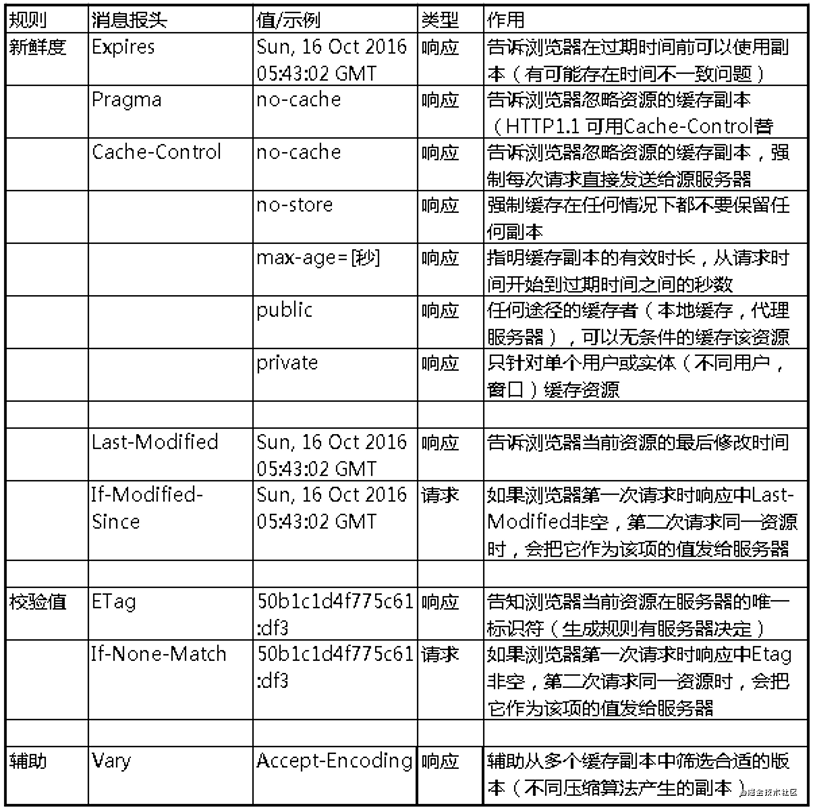 规则 消息报头 值/示例 类型 作用
新鲜度 Expires Sun, 16 Oct 2016 响应 告诉浏览器在过期时间前可以使用副
05:43:02 GMT 本（有可能存在时间不一致问题）
Pragma no-cache 响应 告诉浏览器忽略资源的缓存副本
（HTTP1.1 可用Cache-Control替
Cache-Control no-cache 响应 告诉浏览器忽略资源的缓存副本，强
制每次请求直接发送给源服务器
no-store 响应 强制缓存在任何情况下都不要保留任
何副本
max-age=[秒] 响应 指明缓存副本的有效时长，从请求时
间开始到过期时间之间的秒数
public 响应 任何途径的缓存者（本地缓存，代理
服务器），可以无条件的缓存该资源
private 响应 只针对单个用户或实体（不同用户，
窗口）缓存资源
Last-Modified Sun, 16 Oct 2016 响应 告诉浏览器当前资源的最后修改时间
05:43:02 GMT
If-Modified- Sun, 16 Oct 2016 请求 如果浏览器第一次请求时响应中Last-
Since 05:43:02 GMT Modified非空，第二次请求同一资源
时，会把它作为该项的值发给服务器
校验值 ETag 50b1c1d4f775c61 响应 告知浏览器当前资源在服务器的唯一
:df3 标识符（生成规则有服务器决定）
If-None-Match 50b1c1d4f775c61 请求 如果浏览器第一次请求时响应中Etag
:df3 非空，第二次请求同一资源时，会把
它作为该项的值发给服务器
辅助 Vary Accept-Encoding 响应 辅助从多个缓存副本中筛选合适的版
本（不同压缩算法产生的副本）
@掘金技术社区